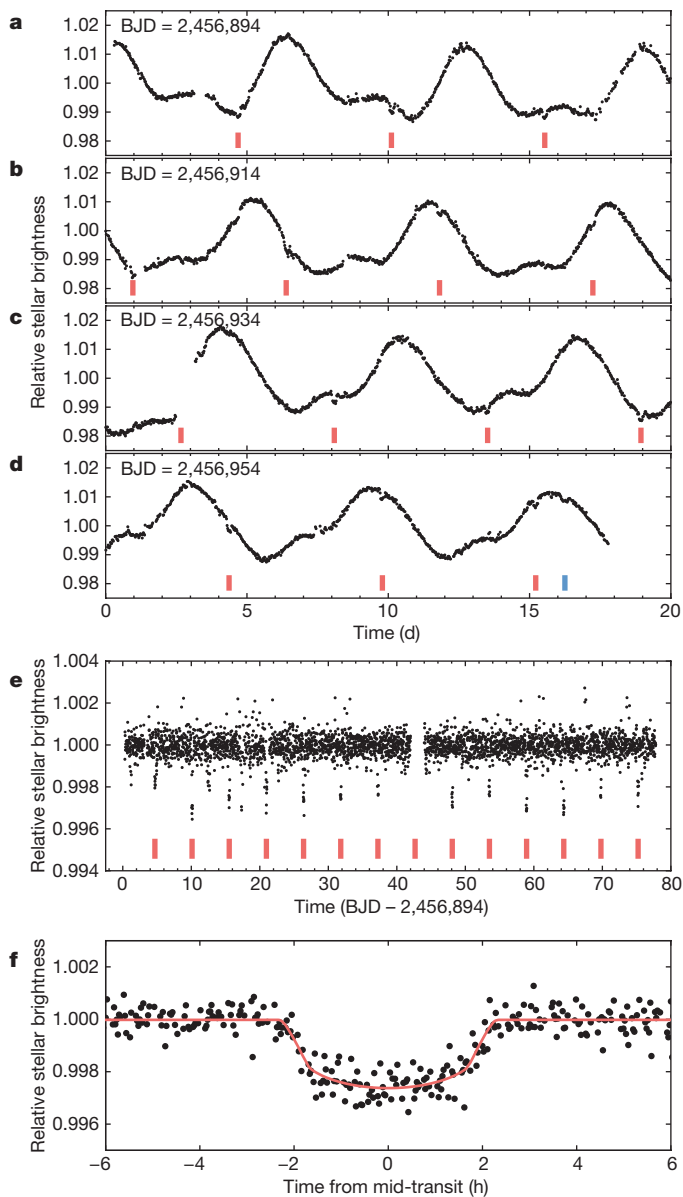 a
BJD = 2,456,894
1.02
1.01
1.00
0.99
0.98
b
BJD = 2,456,914
1.02
1.01
1.00
0.99
0.98
Relative stellar brightness
c
BJD = 2,456,934
1.02
1.01
1.00
0.99
0.98
d
BJD = 2,456,954
1.02
1.01
1.00
0.99
0.98
0 5 10 15 20
Time (d)
e
Relative stellar brightness
1.004
1.002
1.000
0.998
0.996
0.994
0 10 20 30 40 50 60 70 80
Time (BJD – 2,456,894)
f
Relative stellar brightness
1.002
1.000
0.998
0.996
−6 −4 −2 0 2 4 6
Time from mid-transit (h)